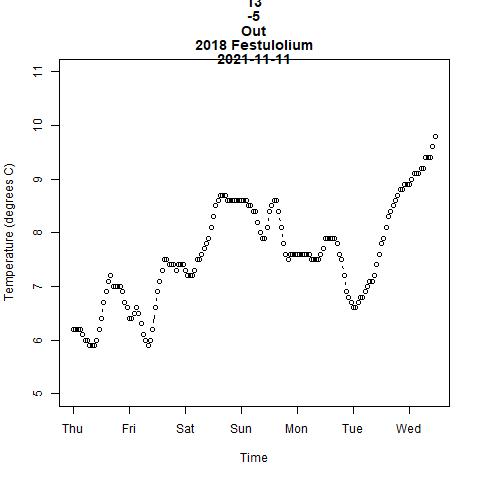 13
-5
Out
2018 Festulolium
2021-11-11
Temperature (degrees C)
11
10
9
8
7
6
5
Thu Fri Sat Sun Mon Tue Wed
Time